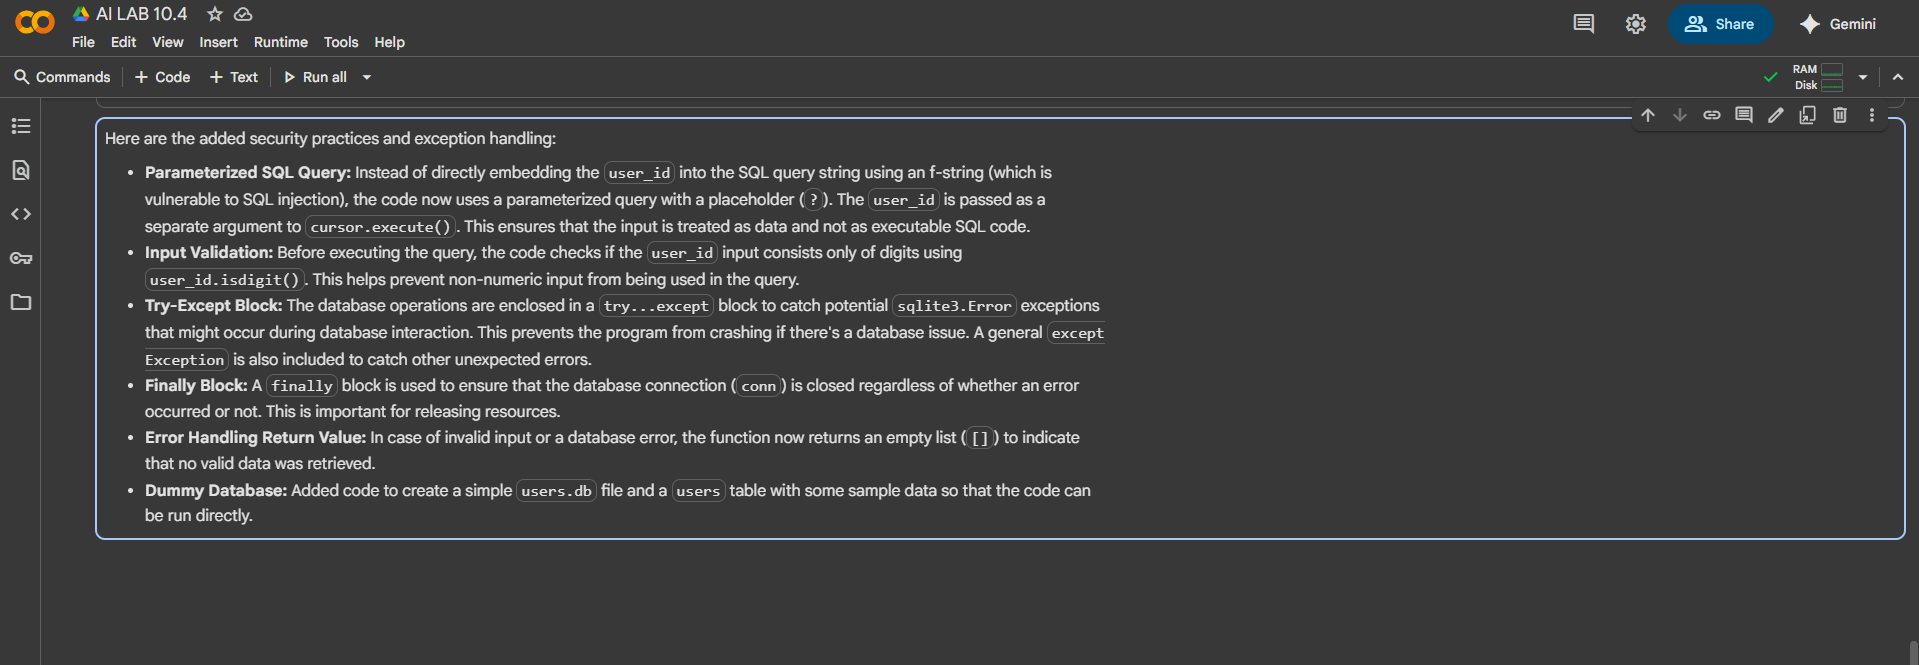 AI LAB 10.4
File Edit View Insert Runtime Tools Help
Share
Gemini
Commands + Code + Text Run all
RAM
Disk
Here are the added security practices and exception handling:
• Parameterized SQL Query: Instead of directly embedding the user_id into the SQL query string using an f-string (which is
vulnerable to SQL injection), the code now uses a parameterized query with a placeholder (?). The user_id is passed as a
separate argument to cursor.execute(). This ensures that the input is treated as data and not as executable SQL code.
• Input Validation: Before executing the query, the code checks if the user_id input consists only of digits using
user_id.isdigit(). This helps prevent non-numeric input from being used in the query.
• Try-Except Block: The database operations are enclosed in a try...except block to catch potential sqlite3.Error exceptions
that might occur during database interaction. This prevents the program from crashing if there's a database issue. A general except
Exception is also included to catch other unexpected errors.
• Finally Block: A finally block is used to ensure that the database connection (conn) is closed regardless of whether an error
occurred or not. This is important for releasing resources.
• Error Handling Return Value: In case of invalid input or a database error, the function now returns an empty list ([]) to indicate
that no valid data was retrieved.
• Dummy Database: Added code to create a simple users.db file and a users table with some sample data so that the code can
be run directly.